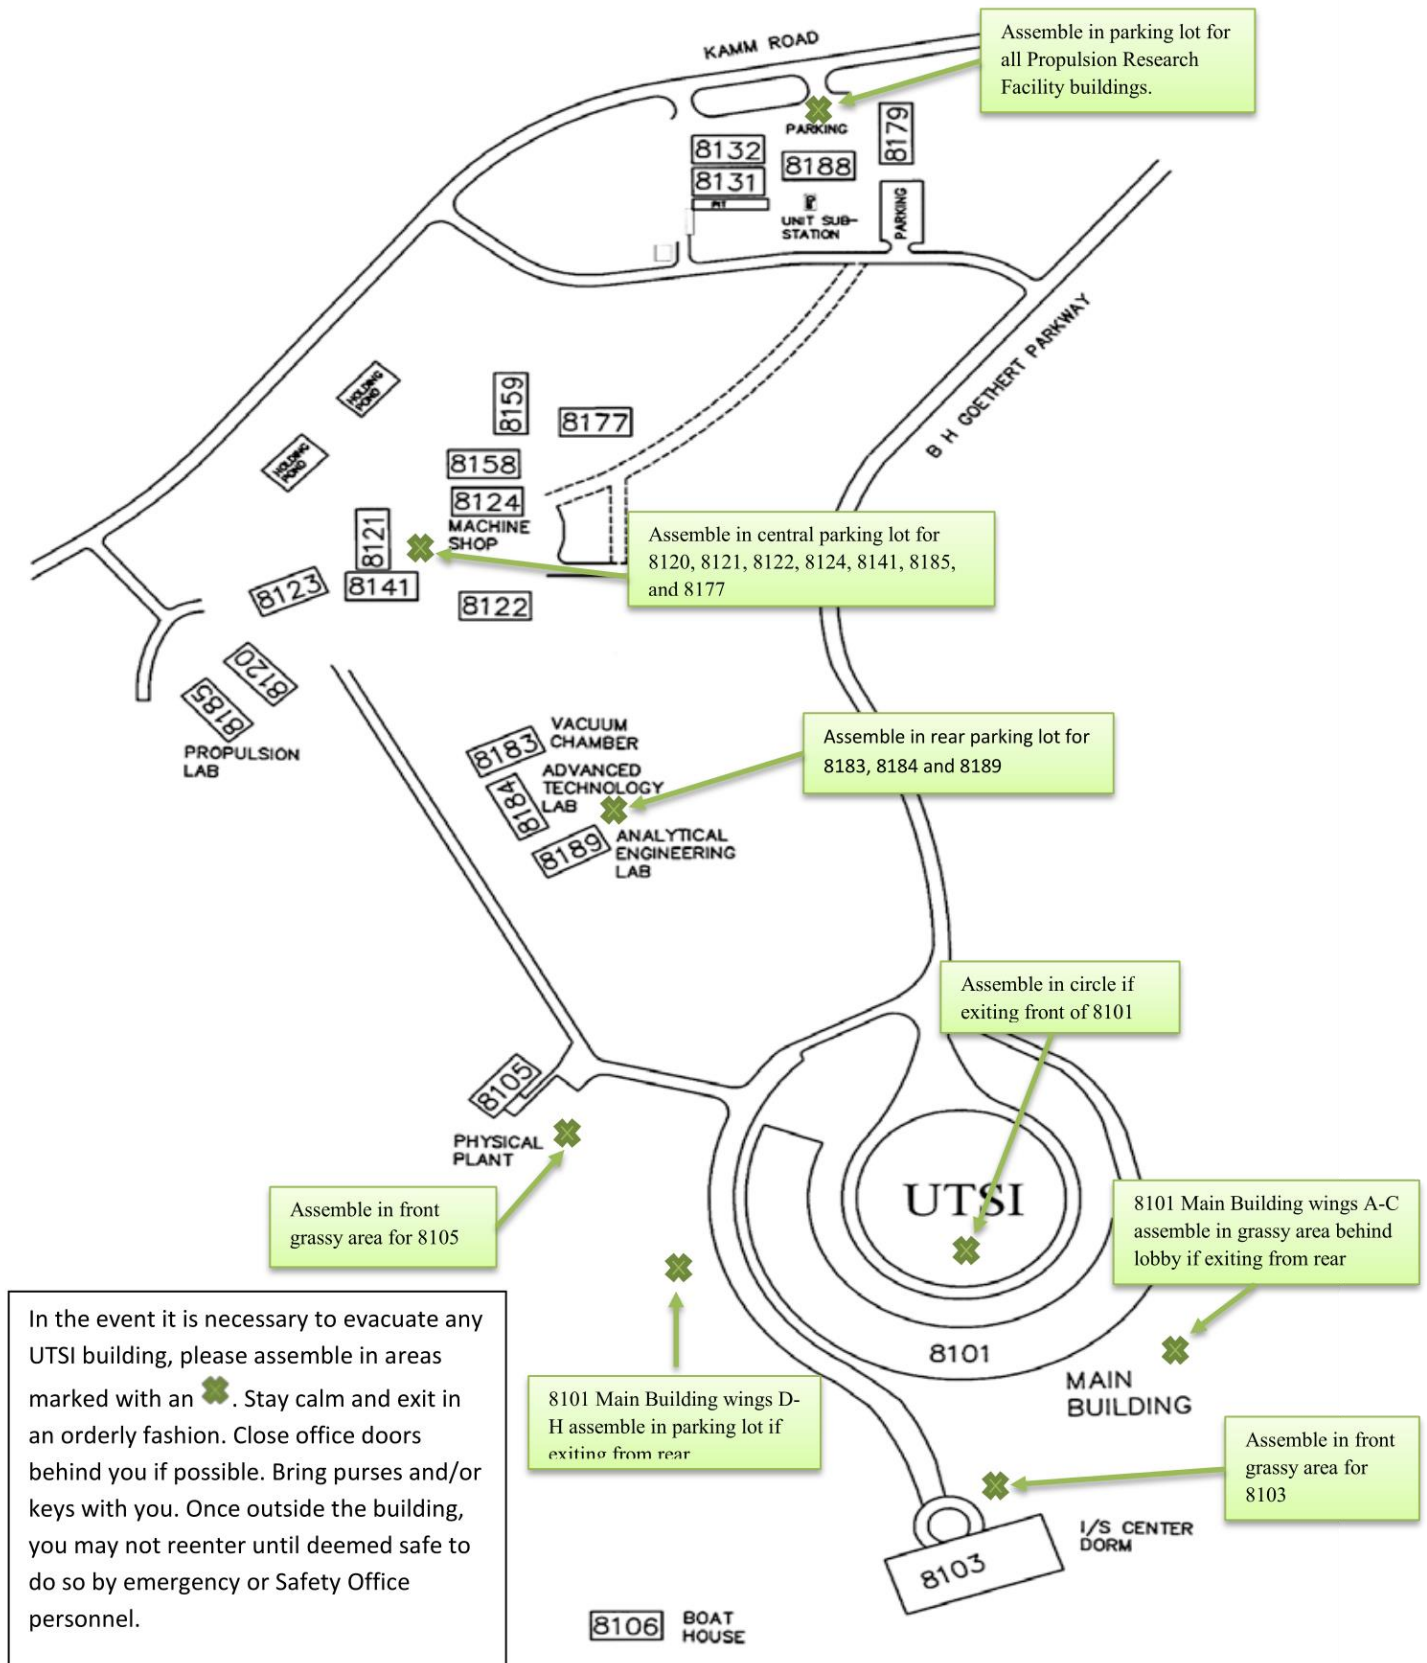 KAMM ROAD
Assemble in parking lot for
all Propulsion Research
Facility buildings.
PARKING
8179
8132
8188
8131
PIT
UNIT SUB-
STATION
PARKING
B H GOETHERT PARKWAY
HOLDING
POND
HOLDING
POND
8159
8177
8158
8124
MACHINE
SHOP
8121
Assemble in central parking lot for
8120, 8121, 8122, 8124, 8141, 8185,
and 8177
8123
8141
8122
8120
8185
PROPULSION
LAB
8183
VACUUM
CHAMBER
8184
ADVANCED
TECHNOLOGY
LAB
Assemble in rear parking lot for
8183, 8184 and 8189
8189
ANALYTICAL
ENGINEERING
LAB
Assemble in circle if
exiting front of 8101
8105
PHYSICAL
PLANT
Assemble in front
grassy area for 8105
UTSI
8101 Main Building wings A-C
assemble in grassy area behind
lobby if exiting from rear
8101
MAIN
BUILDING
8101 Main Building wings D-
H assemble in parking lot if
exiting from rear
Assemble in front
grassy area for
8103
I/S CENTER
DORM
8103
8106
BOAT
HOUSE
In the event it is necessary to evacuate any
UTSI building, please assemble in areas
marked with an . Stay calm and exit in
an orderly fashion. Close office doors
behind you if possible. Bring purses and/or
keys with you. Once outside the building,
you may not reenter until deemed safe to
do so by emergency or Safety Office
personnel.